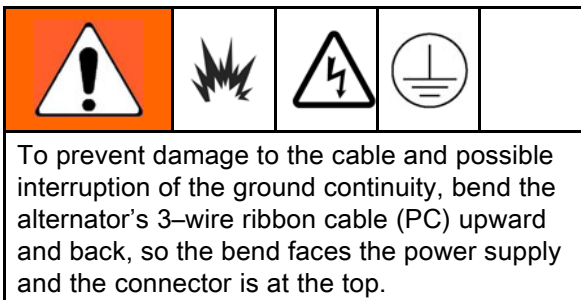 To prevent damage to the cable and possible
interruption of the ground continuity, bend the
alternator’s 3–wire ribbon cable (PC) upward
and back, so the bend faces the power supply
and the connector is at the top.